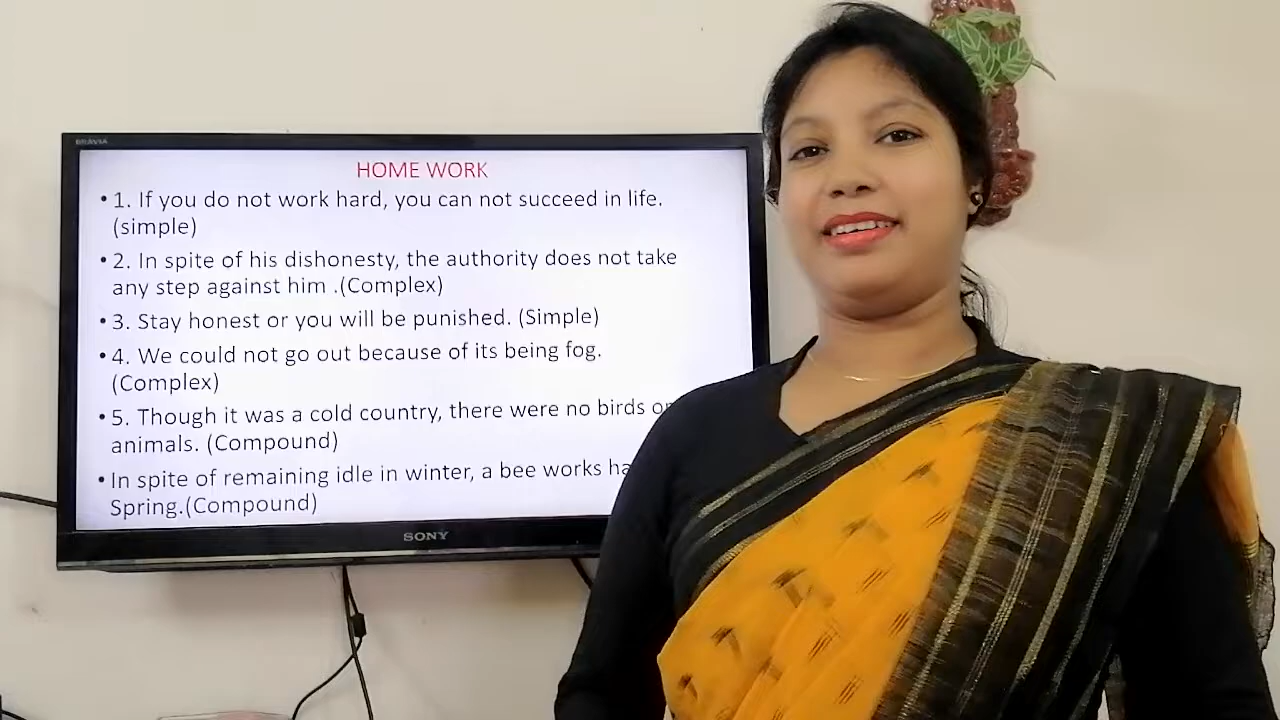 BRAVIA
HOME WORK
• 1. If you do not work hard, you can not succeed in life.
(simple)
• 2. In spite of his dishonesty, the authority does not take
any step against him .(Complex)
• 3. Stay honest or you will be punished. (Simple)
• 4. We could not go out because of its being fog.
(Complex)
• 5. Though it was a cold country, there were no birds or
animals. (Compound)
• In spite of remaining idle in winter, a bee works
Spring.(Compound)
SONY